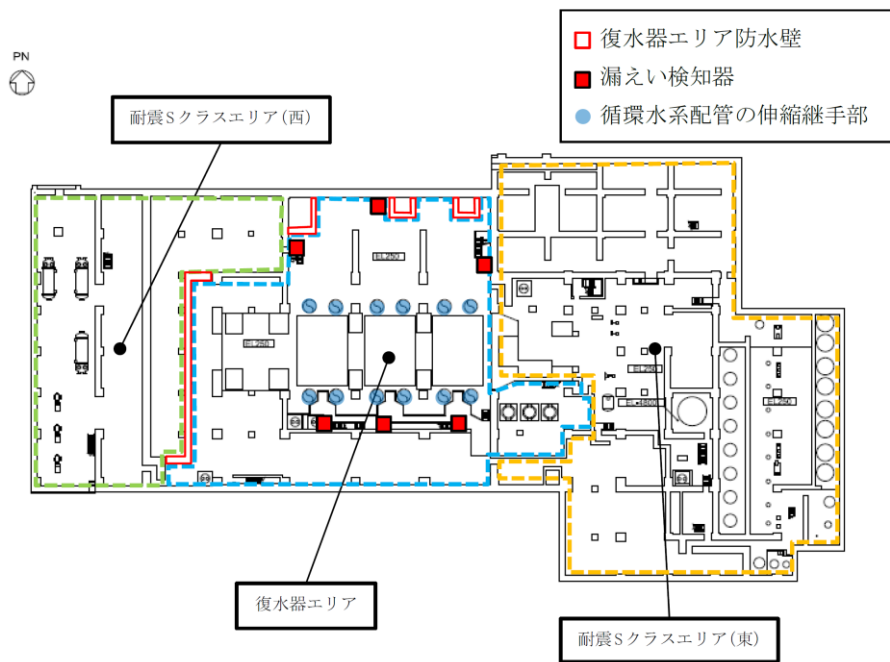 復水器エリア防水壁
漏えい検知器
循環水系配管の伸縮継手部
PN
耐震Sクラスエリア(西)
EL250
EL250
EL250
復水器エリア
耐震Sクラスエリア(東)